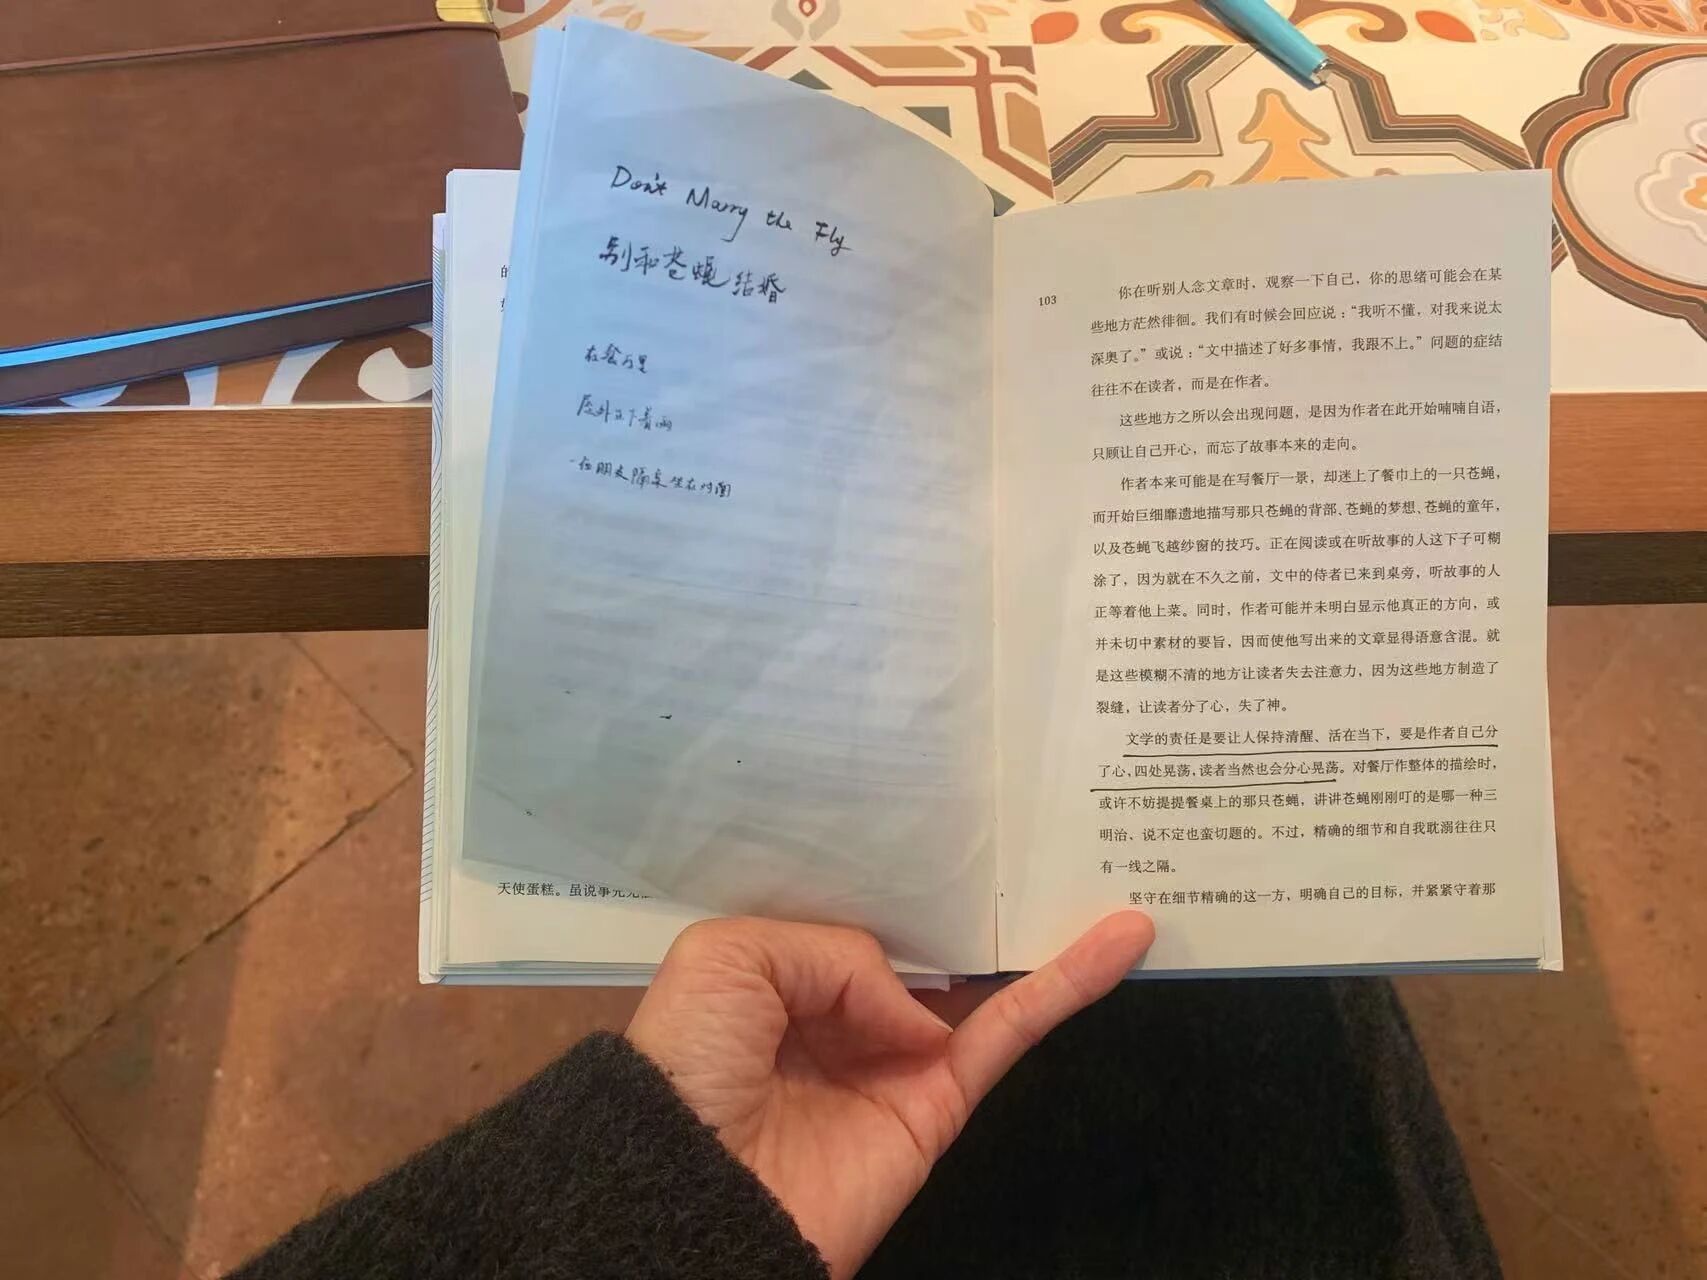 的
Don't Marry the Fly
别和苍蝇结婚
在餐厅里
屋外正下着雨
一位朋友隔桌坐在对面
天使蛋糕。虽说事先
103
你在听别人念文章时，观察一下自己，你的思绪可能会在某
些地方茫然徘徊。我们有时候会回应说：“我听不懂，对我来说太
深奥了。”或说：“文中描述了好多事情，我跟不上。”问题的症结
往往不在读者，而是在作者。
这些地方之所以会出现问题，是因为作者在此开始喃喃自语，
只顾让自己开心，而忘了故事本来的走向。
作者本来可能是在写餐厅一景，却迷上了餐巾上的一只苍蝇，
而开始巨细靡遗地描写那只苍蝇的背部、苍蝇的梦想、苍蝇的童年，
以及苍蝇飞越纱窗的技巧。正在阅读或在听故事的人这下子可糊
涂了，因为就在不久之前，文中的侍者已来到桌旁，听故事的人
正等着他上菜。同时，作者可能并未明白显示他真正的方向，或
并未切中素材的要旨，因而使他写出来的文章显得语意含混。就
是这些模糊不清的地方让读者失去注意力，因为这些地方制造了
裂缝，让读者分了心，失了神。
文学的责任是要让人保持清醒、活在当下，要是作者自己分
了心，四处晃荡，读者当然也会分心晃荡。对餐厅作整体的描绘时，
或许不妨提提餐桌上的那只苍蝇，讲讲苍蝇刚刚叮的是哪一种三
明治、说不定也蛮切题的。不过，精确的细节和自我耽溺往往只
有一线之隔。
坚守在细节精确的这一方，明确自己的目标，并紧紧守着那